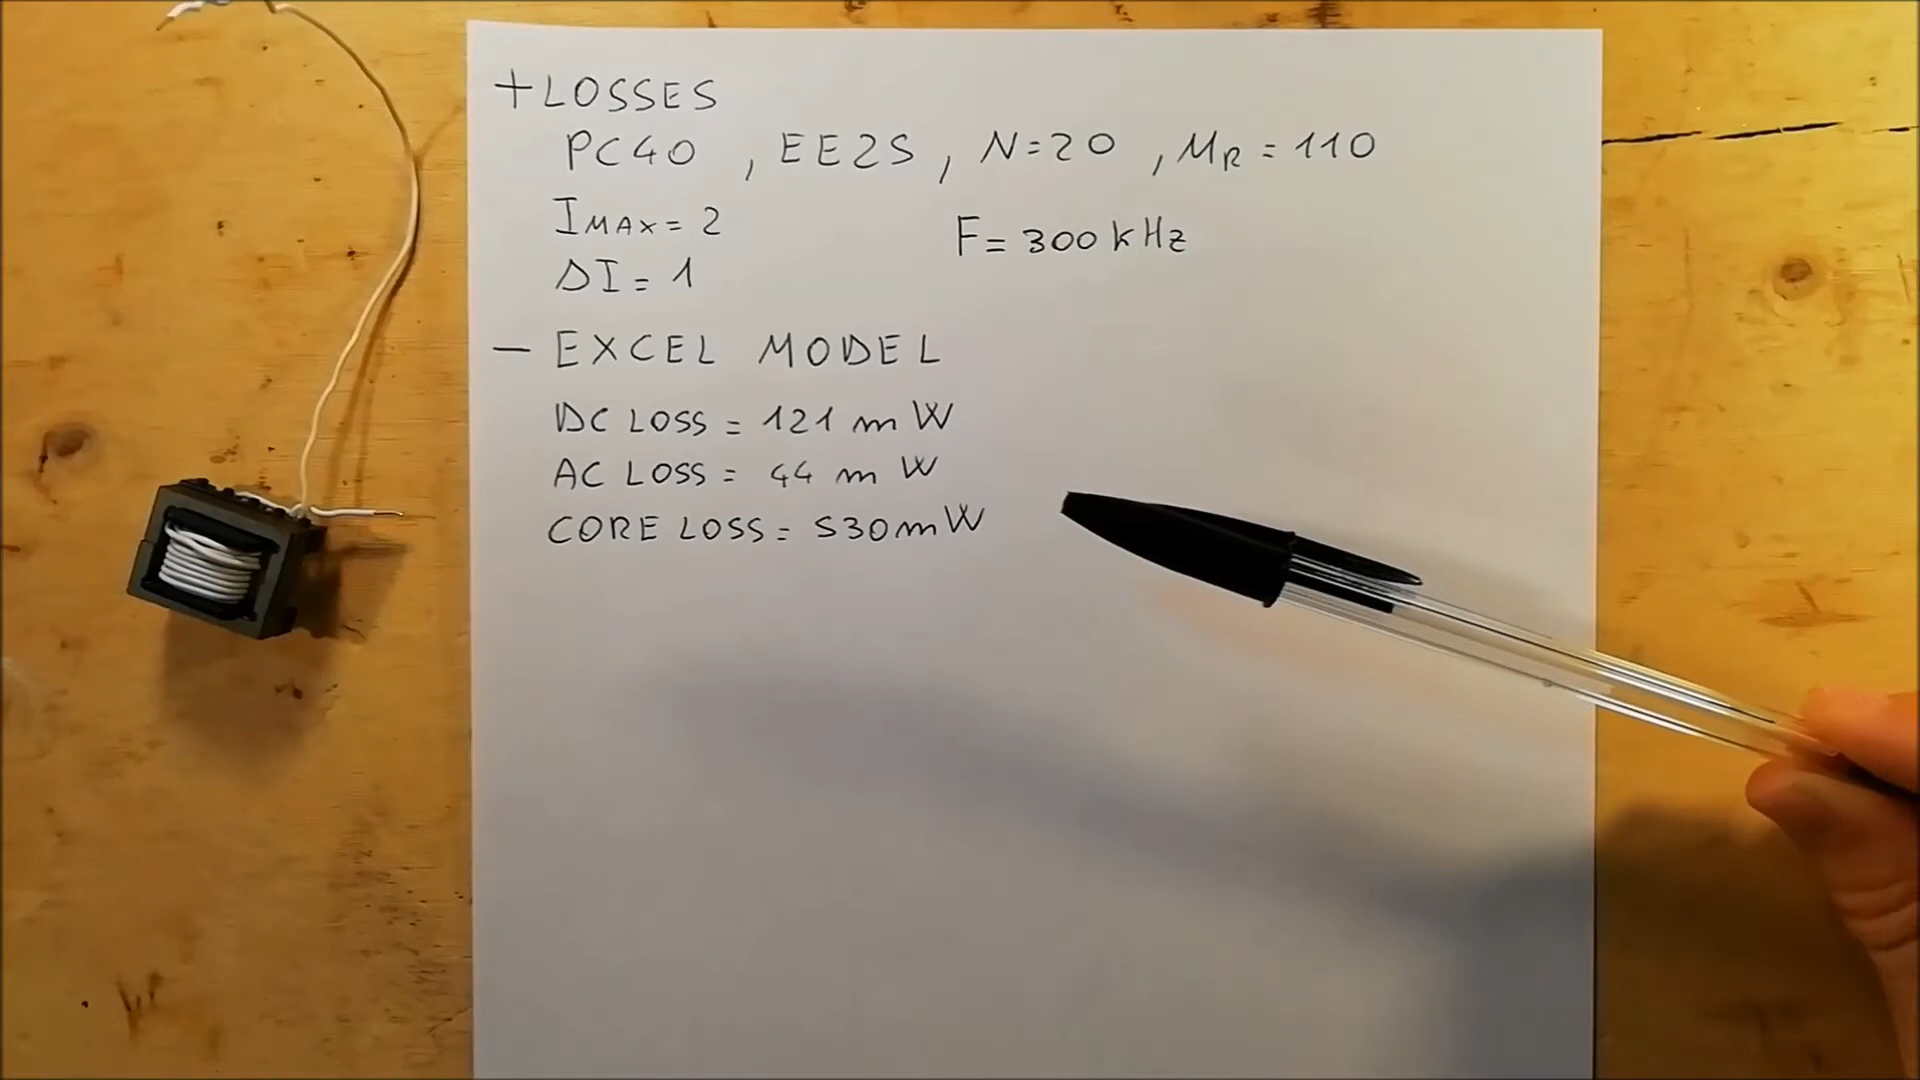 +LOSSES
PC40 , EE25 , N=20 , MR = 110
IMAX = 2
F= 300 kHz
ΔI = 1
- EXCEL MODEL
DC LOSS = 121 mW
AC LOSS = 44 mW
CORE LOSS = 530mW